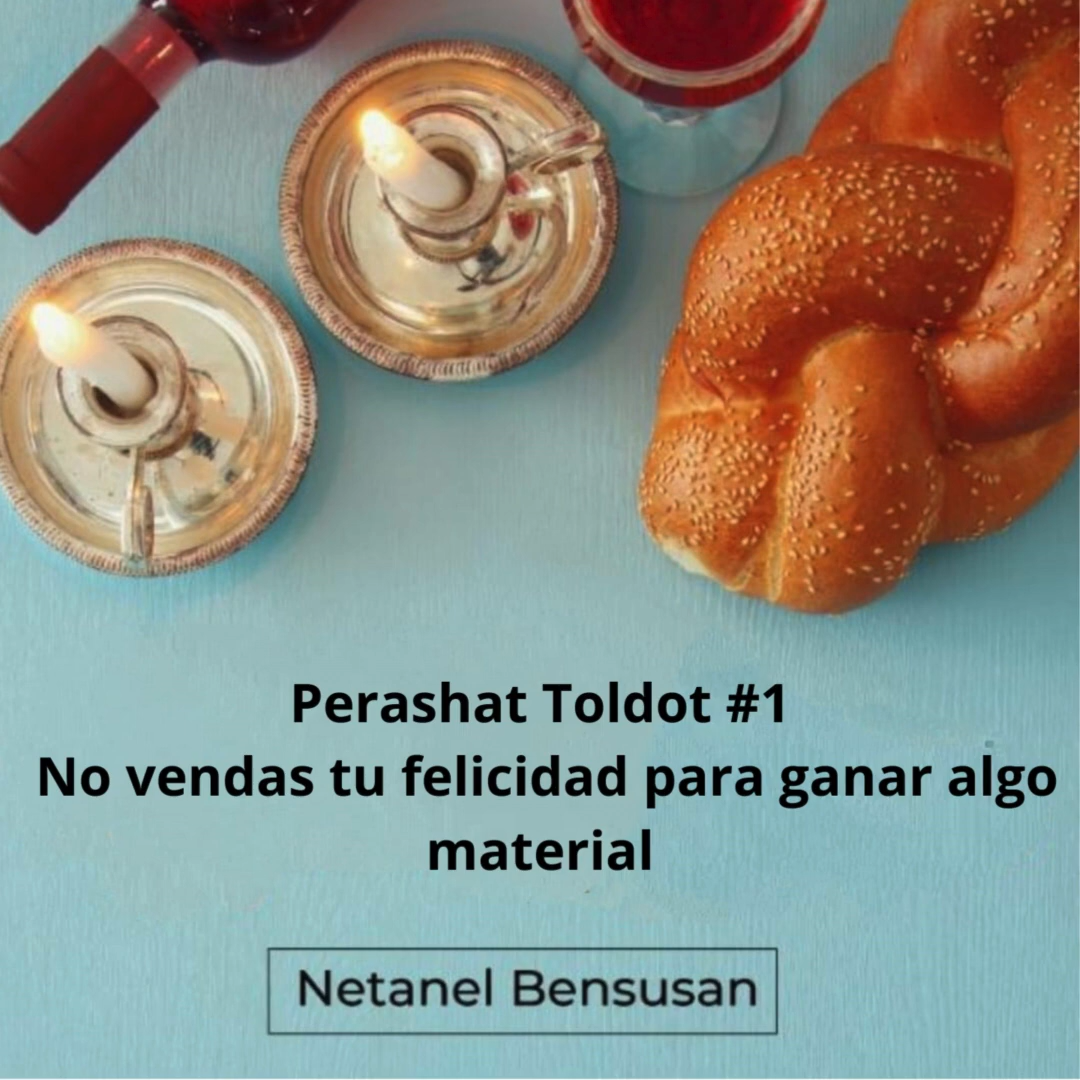 Perashat Toldot #1
No vendas tu felicidad para ganar algo
material
Netanel Bensusan